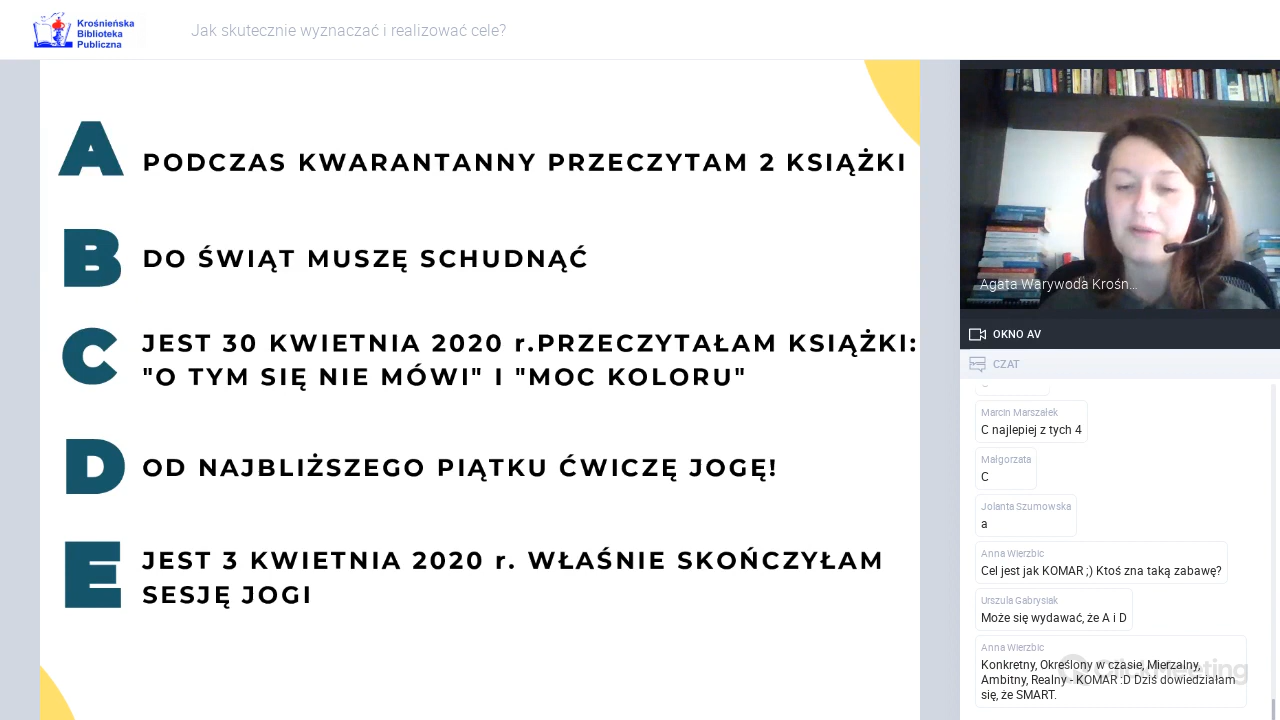 Krośnieńska
Biblioteka
Publiczna
Jak skutecznie wyznaczać i realizować cele?
A
PODCZAS KWARANTANNY PRZECZYTAM 2 KSIĄŻKI
B
DO ŚWIĄT MUSZĘ SCHUDNĄĆ
C
JEST 30 KWIETNIA 2020 r.PRZECZYTAŁAM KSIĄŻKI:
"O TYM SIĘ NIE MÓWI" I "MOC KOLORU"
D
OD NAJBLIŻSZEGO PIĄTKU ĆWICZĘ JOGĘ!
E
JEST 3 KWIETNIA 2020 r. WŁAŚNIE SKOŃCZYŁAM
SESJĘ JOGI
Agata Warywoda Krośn...
OKNO AV
CZAT
Marcin Marszałek
C najlepiej z tych 4
Małgorzata
C
Jolanta Szumowska
a
Anna Wierzbic
Cel jest jak KOMAR ;) Ktoś zna taką zabawę?
Urszula Gabrysiak
Może się wydawać, że A i D
Anna Wierzbic
Konkretny, Określony w czasie, Mierzalny,
Ambitny, Realny - KOMAR :D Dziś dowiedziałam
się, że SMART.